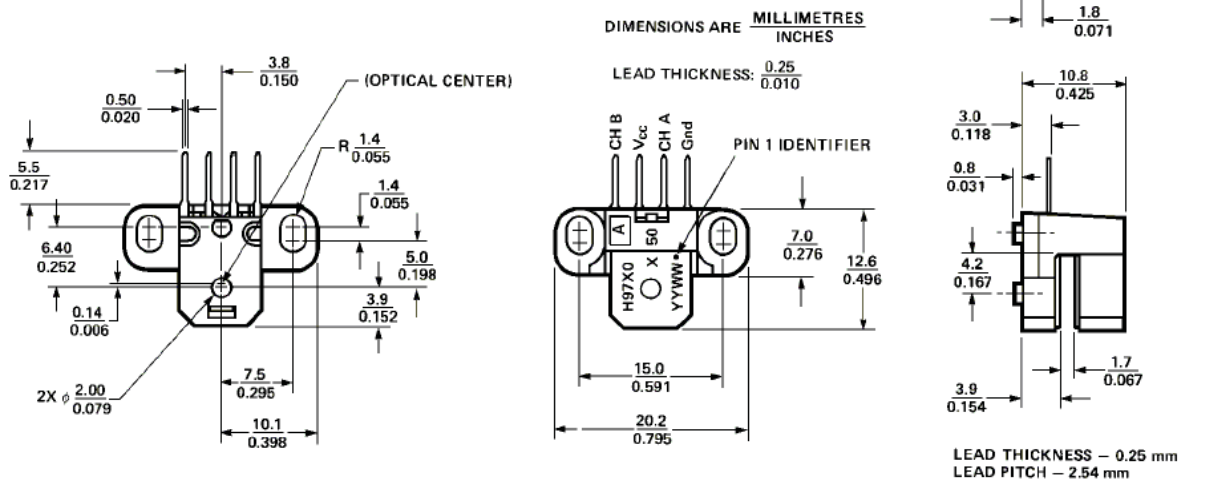 DIMENSIONS ARE MILLIMETRES
INCHES
LEAD THICKNESS: 0.25
0.010
3.8
0.150
(OPTICAL CENTER)
0.50
0.020
R 1.4
0.055
5.5
0.217
1.4
0.055
6.40
0.252
5.0
0.198
0.14
0.006
3.9
0.152
2X ϕ 2.00
0.079
7.5
0.295
10.1
0.398
CH B
Vcc
CH A
Gnd
PIN 1 IDENTIFIER
A
X
50
H97X0
YYWW
7.0
0.276
12.6
0.496
15.0
0.591
20.2
0.795
1.8
0.071
10.8
0.425
3.0
0.118
0.8
0.031
4.2
0.167
1.7
0.067
3.9
0.154
LEAD THICKNESS – 0.25 mm
LEAD PITCH – 2.54 mm